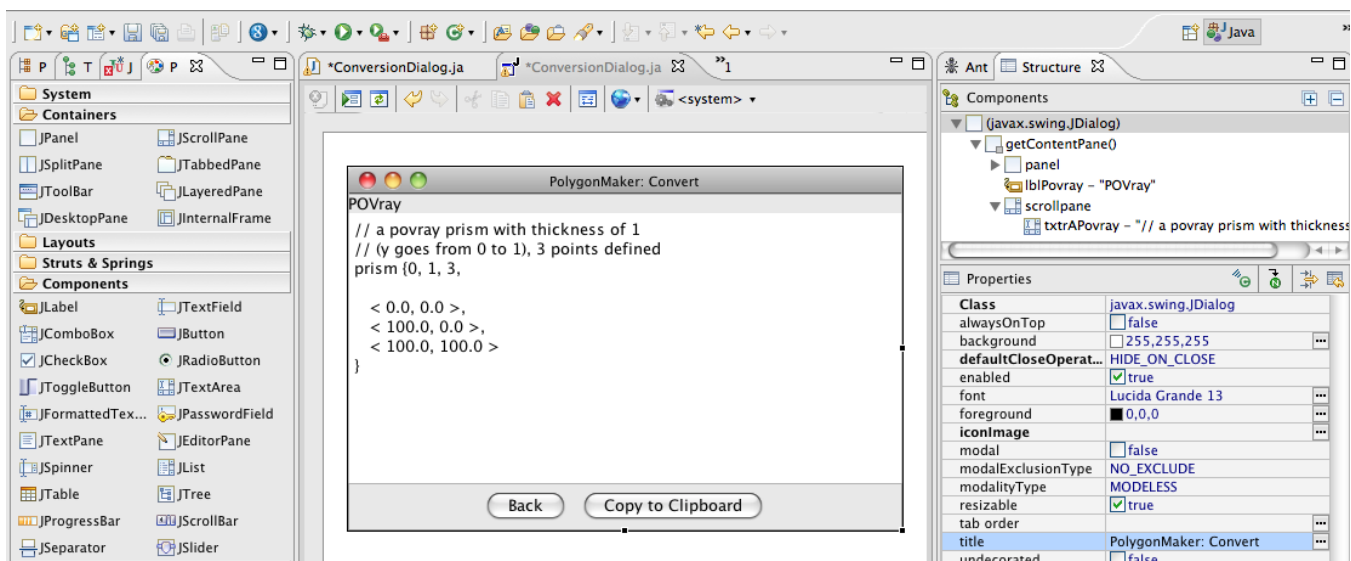 Java
»
P
T
J
P
*ConversionDialog.ja
*ConversionDialog.ja
»1
Ant
Structure
System
Containers
JPanel
JScrollPane
JSplitPane
JTabbedPane
JToolBar
JLayeredPane
JDesktopPane
JInternalFrame
Layouts
Struts & Springs
Components
JLabel
JTextField
JComboBox
JButton
JCheckBox
JRadioButton
JToggleButton
JTextArea
JFormattedTex...
JPasswordField
JTextPane
JEditorPane
JSpinner
JList
JTable
JTree
JProgressBar
JScrollBar
JSeparator
JSlider
<system>
PolygonMaker: Convert
POVray
// a povray prism with thickness of 1
// (y goes from 0 to 1), 3 points defined
prism {0, 1, 3,
< 0.0, 0.0 >,
< 100.0, 0.0 >,
< 100.0, 100.0 >
}
Back
Copy to Clipboard
Components
(javax.swing.JDialog)
getContentPane()
panel
lblPovray - "POVray"
scrollpane
txtrAPovray - "// a povray prism with thickness
Properties
Class javax.swing.JDialog
alwaysOnTop false
background 255,255,255
defaultCloseOperat... HIDE_ON_CLOSE
enabled true
font Lucida Grande 13
foreground 0,0,0
iconImage
modal false
modalExclusionType NO_EXCLUDE
modalityType MODELESS
resizable true
tab order
title PolygonMaker: Convert
undecorated false